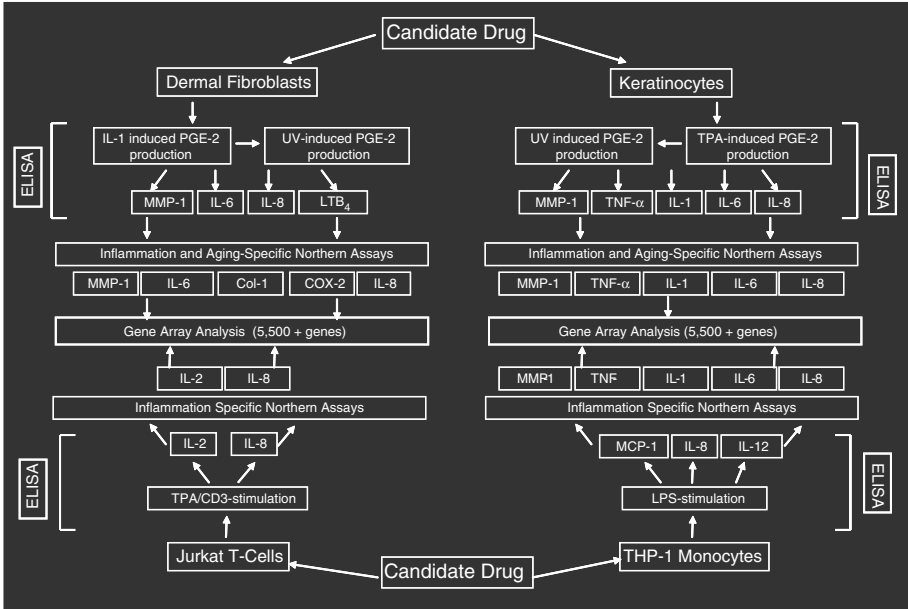 Candidate Drug
Dermal Fibroblasts
Keratinocytes
ELISA
IL-1 induced PGE-2
production
UV-induced PGE-2
production
UV induced PGE-2
production
TPA-induced PGE-2
production
ELISA
MMP-1
IL-6
IL-8
LTB4
MMP-1
TNF-α
IL-1
IL-6
IL-8
Inflammation and Aging-Specific Northern Assays
Inflammation and Aging-Specific Northern Assays
MMP-1
IL-6
Col-1
COX-2
IL-8
MMP-1
TNF-α
IL-1
IL-6
IL-8
Gene Array Analysis (5,500 + genes)
Gene Array Analysis (5,500 + genes)
IL-2
IL-8
MMP-1
TNF-
IL-1
IL-6
IL-8
Inflammation Specific Northern Assays
Inflammation Specific Northern Assays
ELISA
IL-2
IL-8
MCP-1
IL-8
IL-12
ELISA
TPA/CD3-stimulation
LPS-stimulation
Jurkat T-Cells
THP-1 Monocytes
Candidate Drug